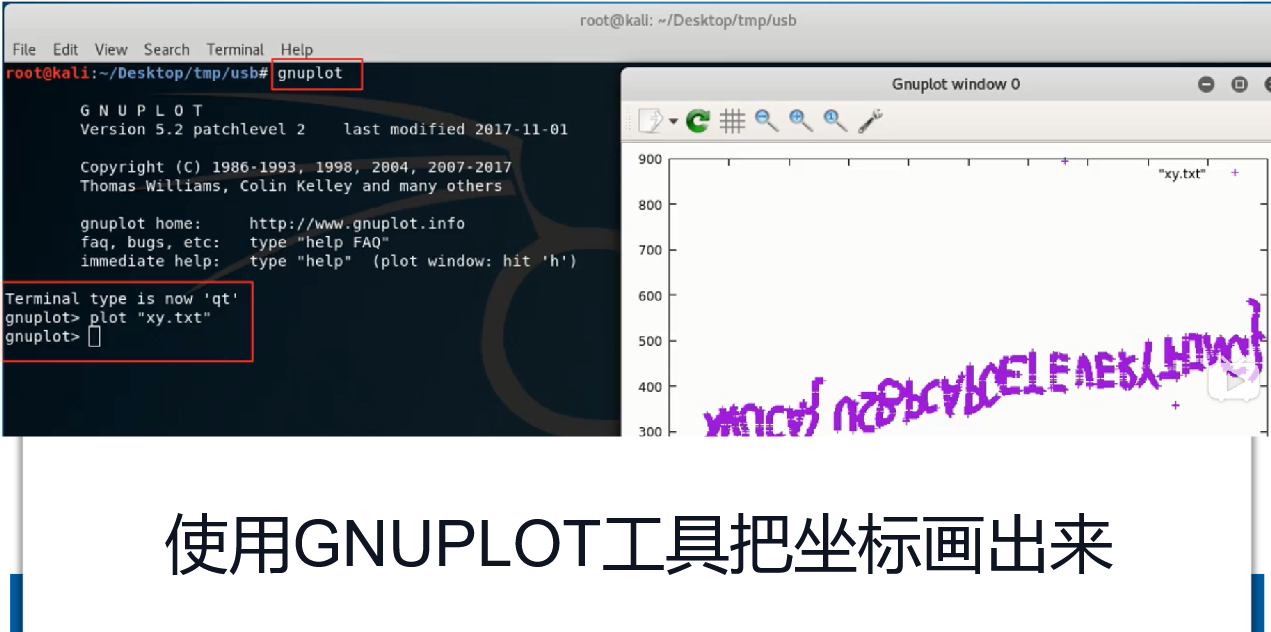 root@kali: ~/Desktop/tmp/usb
File Edit View Search Terminal Help
root@kali:~/Desktop/tmp/usb# gnuplot
G N U P L O T
Version 5.2 patchlevel 2 last modified 2017-11-01
Copyright (C) 1986-1993, 1998, 2004, 2007-2017
Thomas Williams, Colin Kelley and many others
gnuplot home: http://www.gnuplot.info
faq, bugs, etc: type "help FAQ"
immediate help: type "help" (plot window: hit 'h')
Terminal type is now 'qt'
gnuplot> plot "xy.txt"
gnuplot>
Gnuplot window 0
900
"xy.txt"
800
700
600
500
400
300
使用GNUPLOT工具把坐标画出来